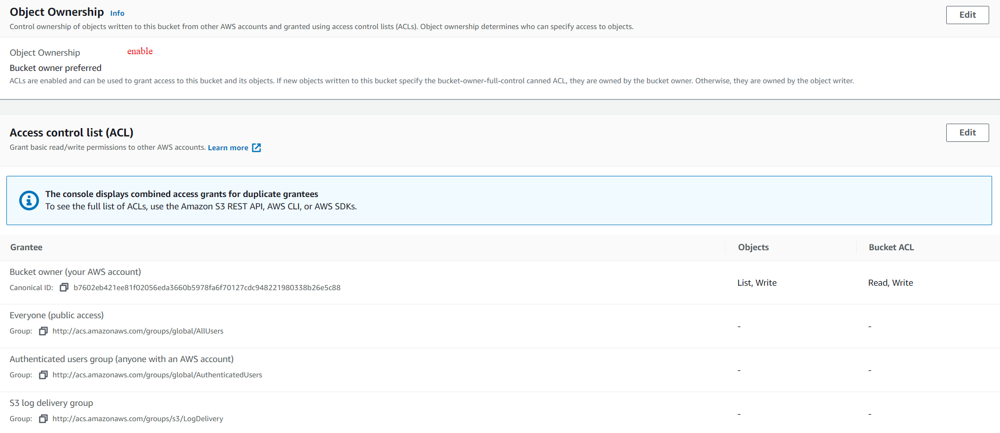 Object Ownership Info
Edit
Control ownership of objects written to this bucket from other AWS accounts and granted using access control lists (ACLs). Object ownership determines who can specify access to objects.
Object Ownership
enable
Bucket owner preferred
ACLs are enabled and can be used to grant access to this bucket and its objects. If new objects written to this bucket specify the bucket-owner-full-control canned ACL, they are owned by the bucket owner. Otherwise, they are owned by the object writer.
Access control list (ACL)
Edit
Grant basic read/write permissions to other AWS accounts. Learn more
The console displays combined access grants for duplicate grantees
To see the full list of ACLs, use the Amazon S3 REST API, AWS CLI, or AWS SDKs.
Grantee Objects Bucket ACL
Bucket owner (your AWS account)
Canonical ID: b7602eb421ee81f02056eda3660b5978fa6f70127cdc948221980338b26e5c88
List, Write Read, Write
Everyone (public access)
Group: http://acs.amazonaws.com/groups/global/AllUsers
- -
Authenticated users group (anyone with an AWS account)
Group: http://acs.amazonaws.com/groups/global/AuthenticatedUsers
- -
S3 log delivery group
Group: http://acs.amazonaws.com/groups/s3/LogDelivery
- -